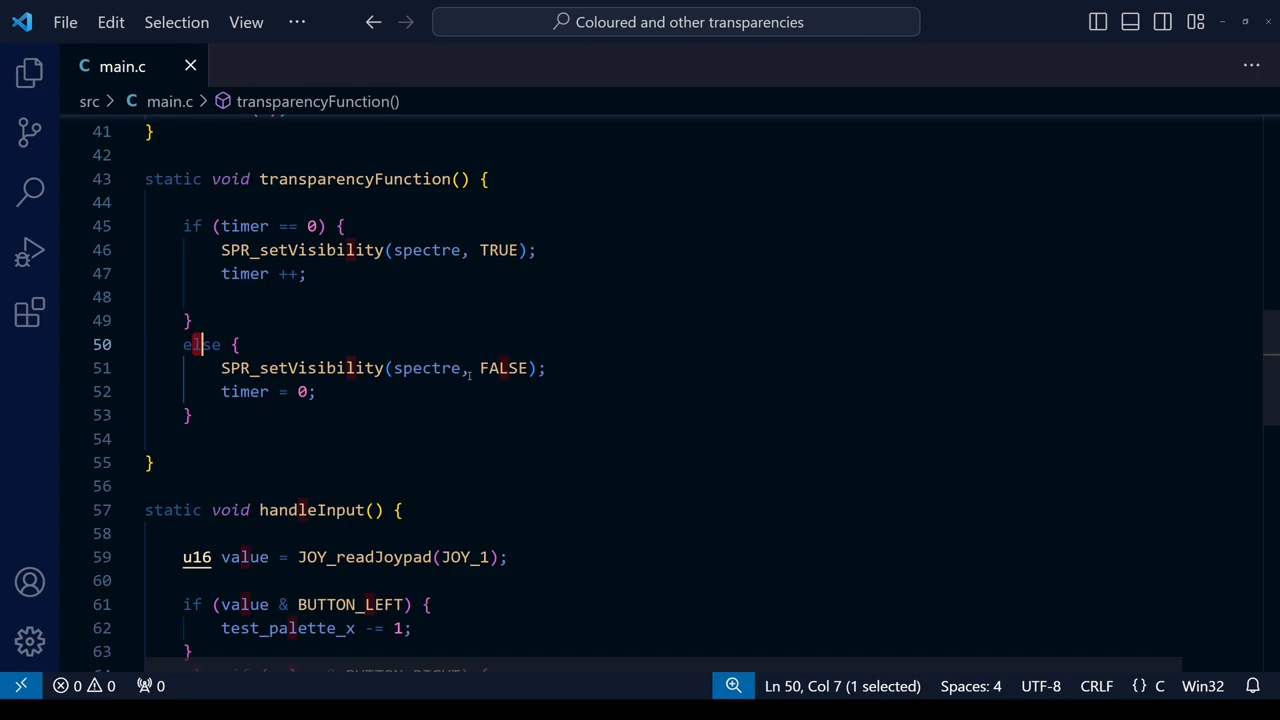 File Edit Selection View ··· Coloured and other transparencies
C main.c
src > C main.c > transparencyFunction()
41 }
42
43 static void transparencyFunction() {
44
45 if (timer == 0) {
46 SPR_setVisibility(spectre, TRUE);
47 timer ++;
48
49 }
50 else {
51 SPR_setVisibility(spectre, FALSE);
52 timer = 0;
53 }
54
55 }
56
57 static void handleInput() {
58
59 u16 value = JOY_readJoypad(JOY_1);
60
61 if (value & BUTTON_LEFT) {
62 test_palette_x -= 1;
63 }
0 0 0 Ln 50, Col 7 (1 selected) Spaces: 4 UTF-8 CRLF {} C Win32